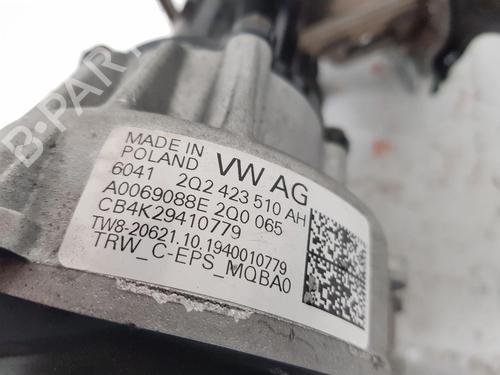 B-PARTS
MADE IN
POLAND VW AG
6041 2Q2 423 510 AH
A0069088E 2Q0 065
CB4K29410779
TW8-20621.10.1940010779
TRW_C-EPS_MQBA0